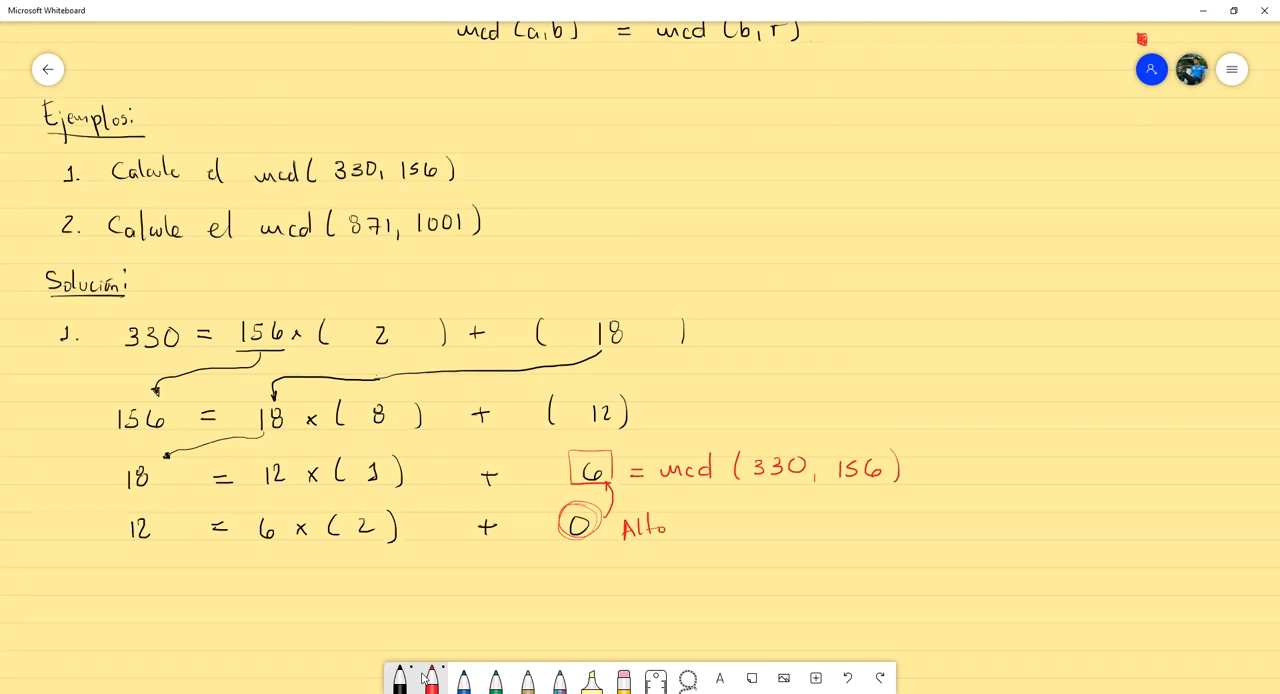 Microsoft Whiteboard
mcd (a,b) = mcd (b,r)
Ejemplos:
1. Calcule el mcd( 330, 156)
2. Calcule el mcd ( 871, 1001)
Solución:
1. 330 = 156 × ( 2 ) + ( 18 )
156 = 18 × ( 8 ) + ( 12 )
18 = 12 × ( 1 ) + 6 = mcd ( 330, 156 )
12 = 6 × ( 2 ) + 0 Alto
A